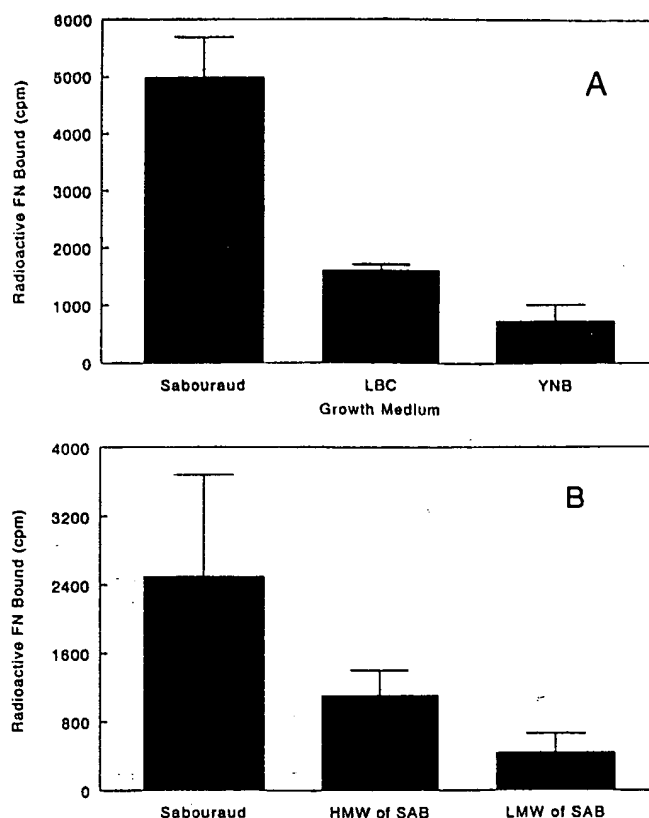 6000
5000
4000
3000
2000
1000
0
Radioactive FN Bound (cpm)
A
Sabouraud LBC YNB
Growth Medium
4000
3200
2400
1600
800
0
Radioactive FN Bound (cpm)
B
Sabouraud HMW of SAB LMW of SAB